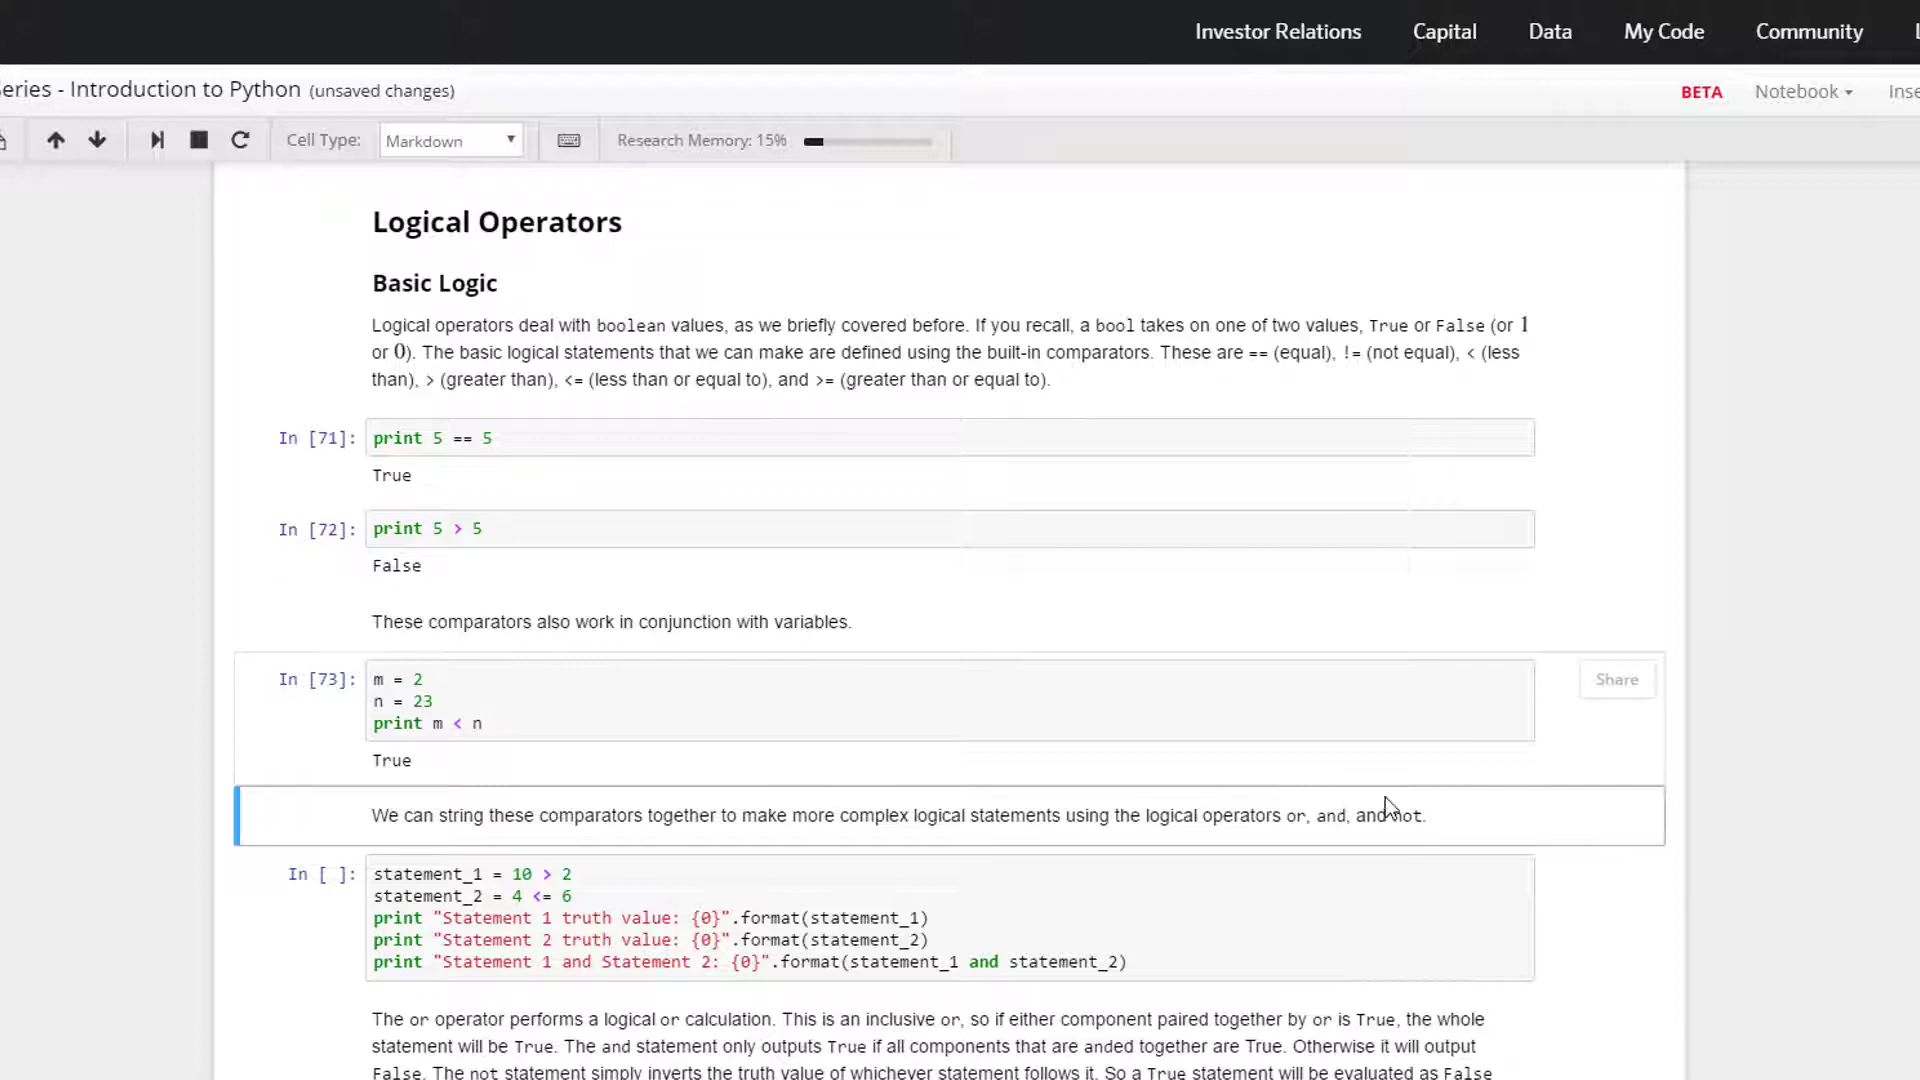 Investor Relations Capital Data My Code Community
eries - Introduction to Python (unsaved changes) BETA Notebook Inse
Cell Type: Markdown Research Memory: 15%
Logical Operators
Basic Logic
Logical operators deal with boolean values, as we briefly covered before. If you recall, a bool takes on one of two values, True or False (or 1
or 0). The basic logical statements that we can make are defined using the built-in comparators. These are == (equal), != (not equal), < (less
than), > (greater than), <= (less than or equal to), and >= (greater than or equal to).
In [71]: print 5 == 5
True
In [72]: print 5 > 5
False
These comparators also work in conjunction with variables.
In [73]: m = 2 Share
n = 23
print m < n
True
We can string these comparators together to make more complex logical statements using the logical operators or, and, and not.
In [ ]: statement_1 = 10 > 2
statement_2 = 4 <= 6
print "Statement 1 truth value: {0}".format(statement_1)
print "Statement 2 truth value: {0}".format(statement_2)
print "Statement 1 and Statement 2: {0}".format(statement_1 and statement_2)
The or operator performs a logical or calculation. This is an inclusive or, so if either component paired together by or is True, the whole
statement will be True. The and statement only outputs True if all components that are anded together are True. Otherwise it will output
False. The not statement simply inverts the truth value of whichever statement follows it. So a True statement will be evaluated as False